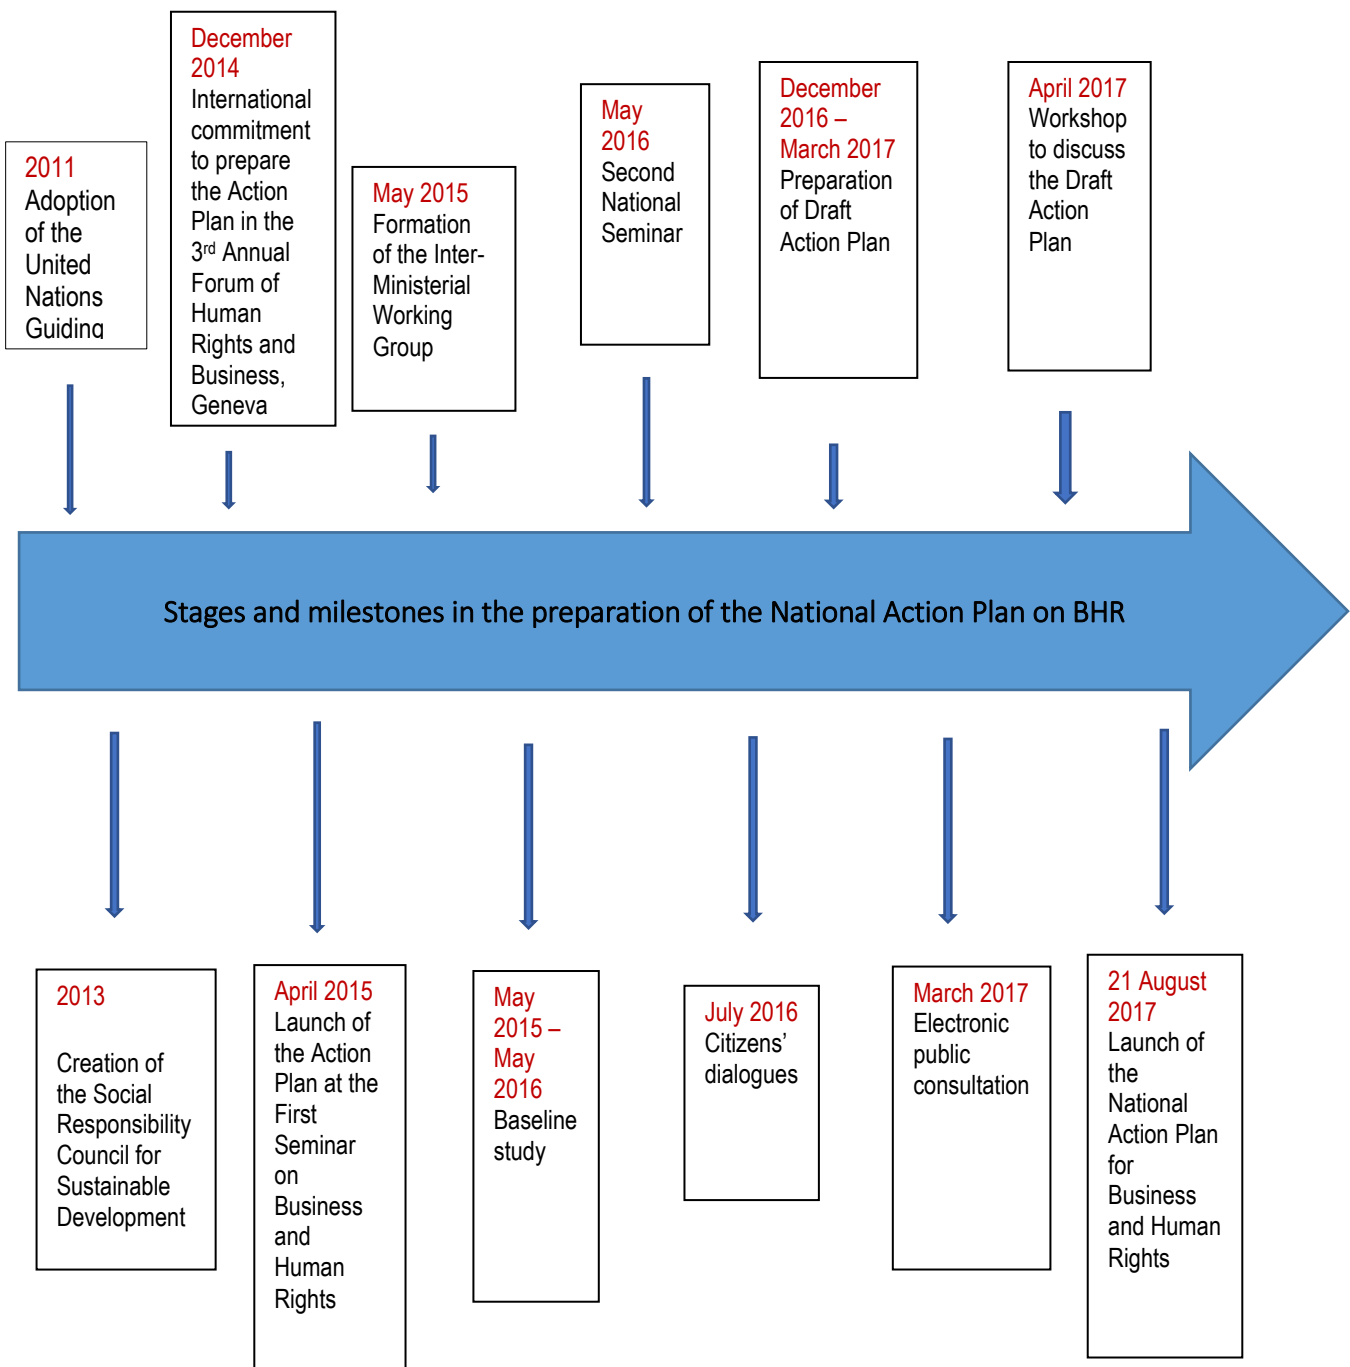 2011
Adoption
of the
United
Nations
Guiding
December
2014
International
commitment
to prepare
the Action
Plan in the
3rd Annual
Forum of
Human
Rights and
Business,
Geneva
May 2015
Formation
of the Inter-
Ministerial
Working
Group
May
2016
Second
National
Seminar
December
2016 –
March 2017
Preparation
of Draft
Action Plan
April 2017
Workshop
to discuss
the Draft
Action
Plan
Stages and milestones in the preparation of the National Action Plan on BHR
2013
Creation of
the Social
Responsibility
Council for
Sustainable
Development
April 2015
Launch of
the Action
Plan at the
First
Seminar
on
Business
and
Human
Rights
May
2015 –
May
2016
Baseline
study
July 2016
Citizens’
dialogues
March 2017
Electronic
public
consultation
21 August
2017
Launch of
the
National
Action Plan
for
Business
and Human
Rights